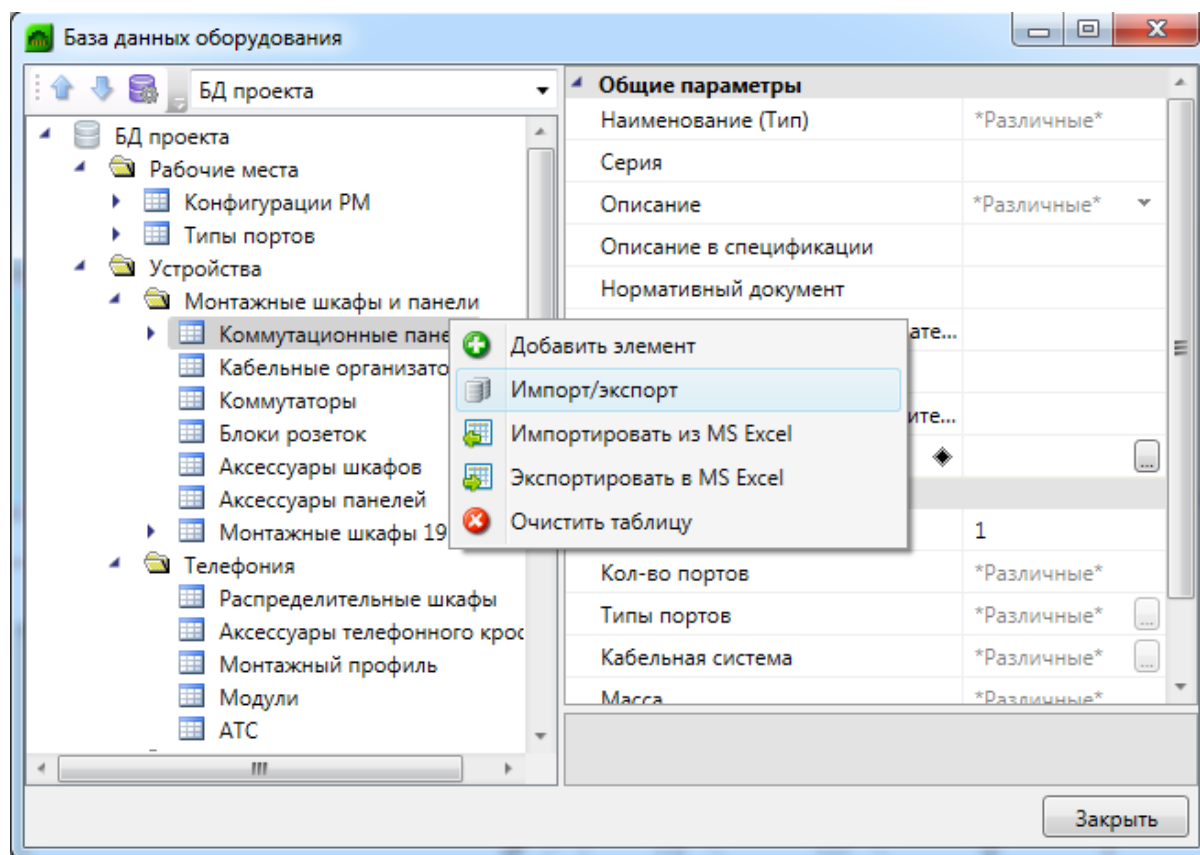 База данных оборудования
БД проекта
БД проекта
Рабочие места
Конфигурации РМ
Типы портов
Устройства
Монтажные шкафы и панели
Коммутационные пане
Кабельные организато
Коммутаторы
Блоки розеток
Аксессуары шкафов
Аксессуары панелей
Монтажные шкафы 19
Телефония
Распределительные шкафы
Аксессуары телефонного крос
Монтажный профиль
Модули
АТС
Добавить элемент
Импорт/экспорт
Импортировать из MS Excel
Экспортировать в MS Excel
Очистить таблицу
Общие параметры
Наименование (Тип) *Различные*
Серия
Описание *Различные*
Описание в спецификации
Нормативный документ
ате...
ите...
...
1
Кол-во портов *Различные*
Типы портов *Различные* ...
Кабельная система *Различные* ...
Масса *Различные*
Закрыть